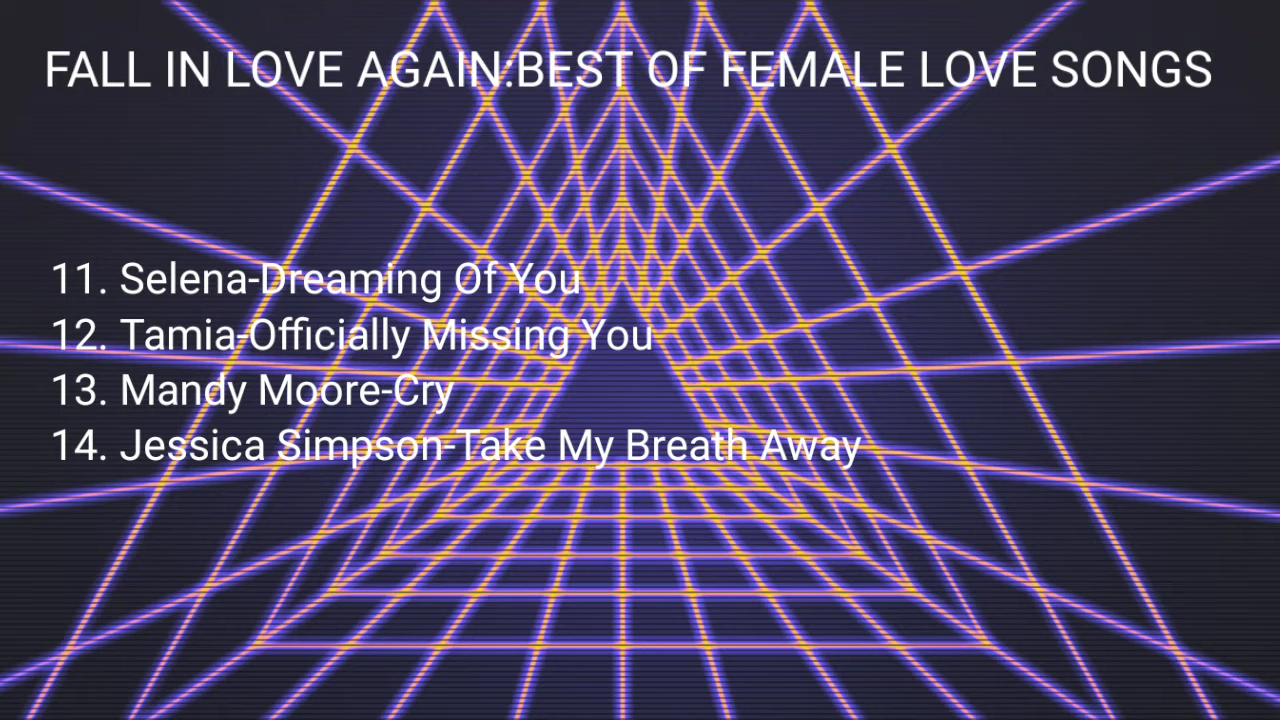 FALL IN LOVE AGAIN:BEST OF FEMALE LOVE SONGS
11. Selena-Dreaming Of You
12. Tamia-Officially Missing You
13. Mandy Moore-Cry
14. Jessica Simpson-Take My Breath Away